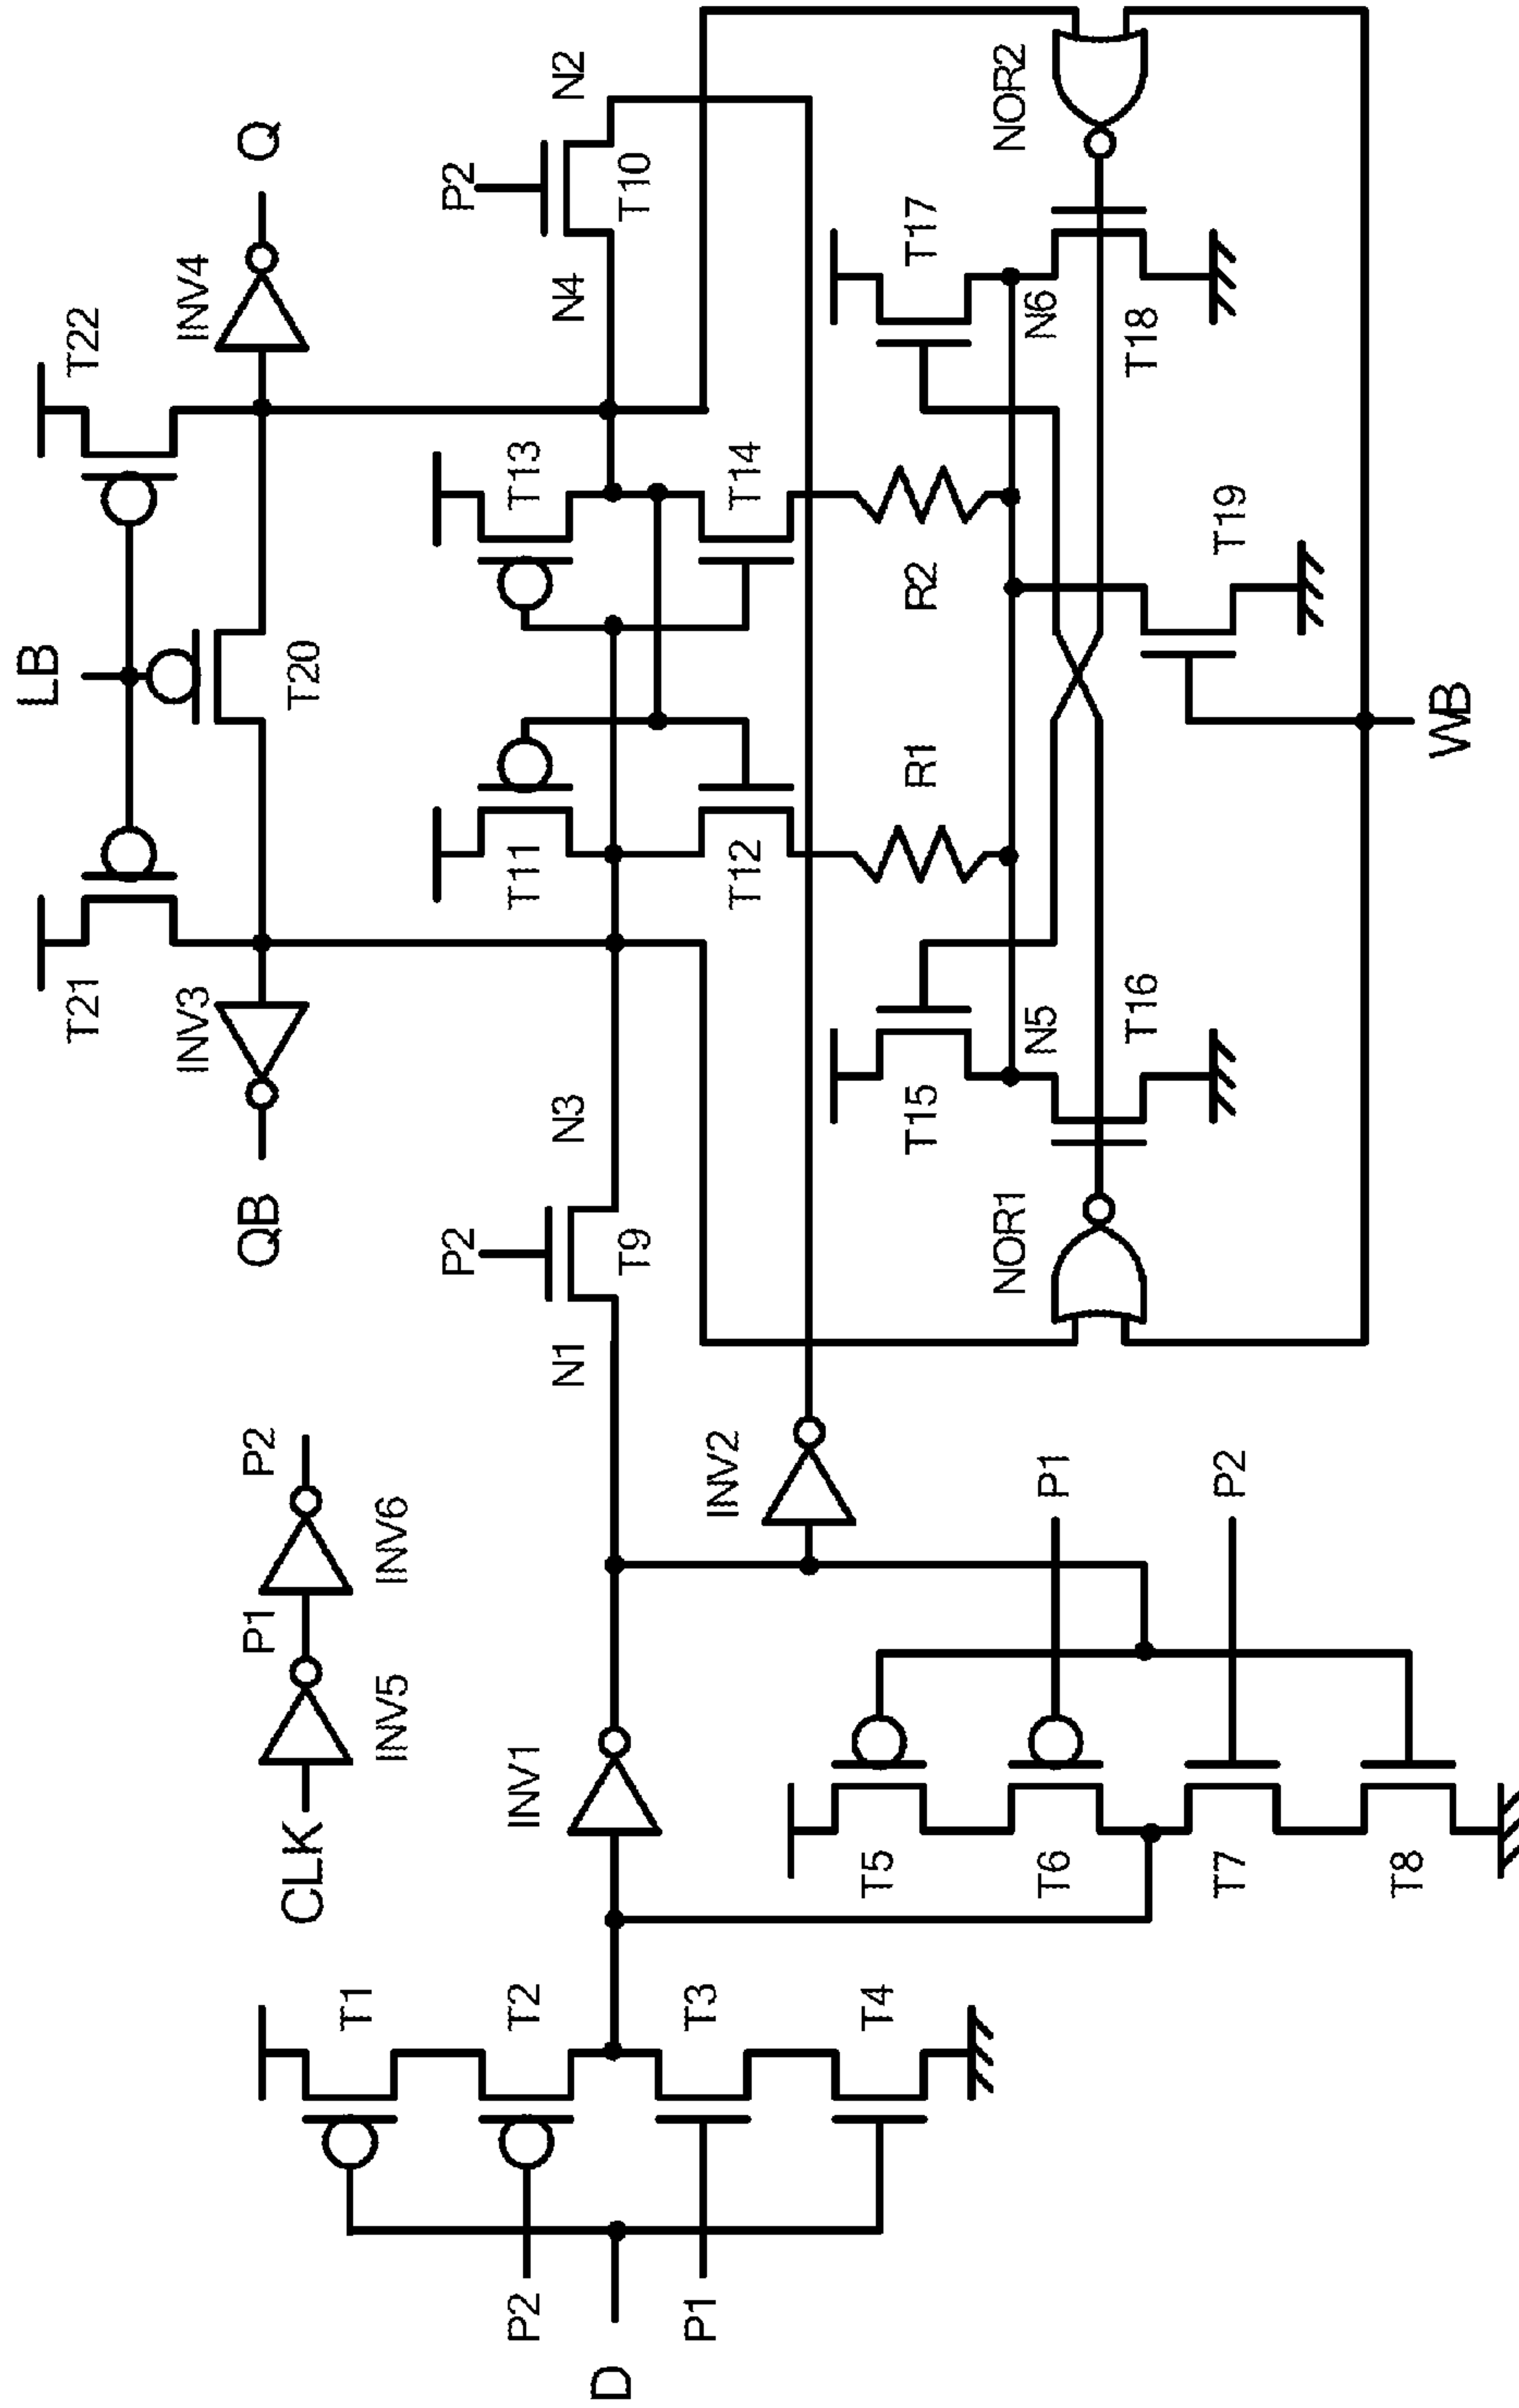 LB
T21
T22
QB
INV3
T20
INV4
Q
CLK
INV5
P1
INV6
P2
P2
N1
T9
N3
T11
T13
N4
P2
T10
N2
D
P2
P1
T1
T2
T3
T4
INV1
INV2
T12
T14
T5
T6
T7
T8
P1
P2
R1
R2
NOR1
T15
N5
T16
T17
N6
T18
NOR2
T19
WB